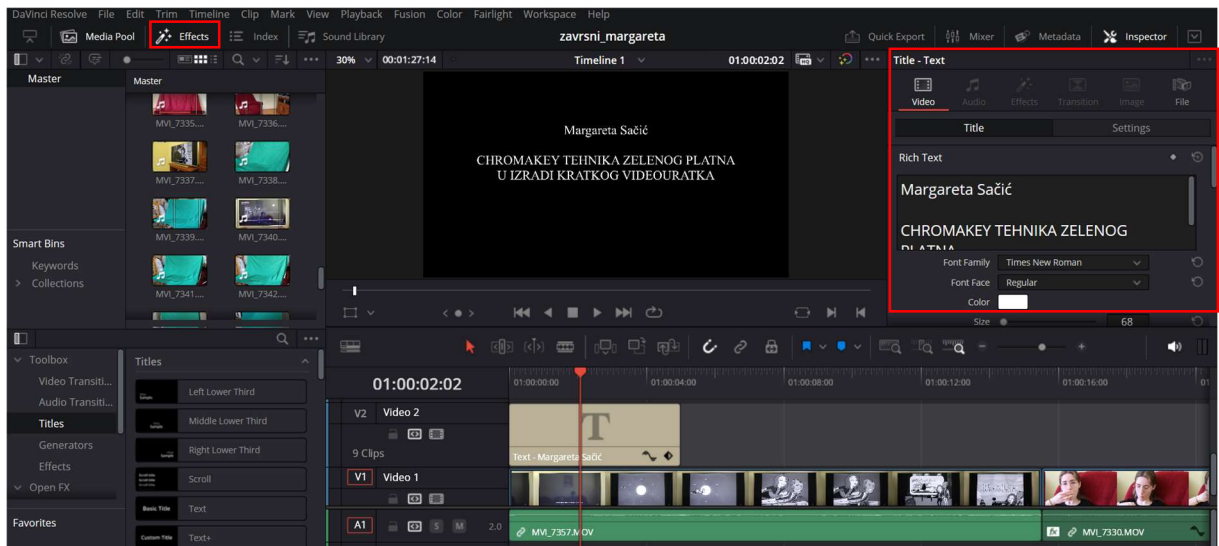 DaVinci Resolve File Edit Trim Timeline Clip Mark View Playback Fusion Color Fairlight Workspace Help
Media Pool Effects Index Sound Library zavrsni_margareta Quick Export Mixer Metadata Inspector
30% 00:01:27:14 Timeline 1 01:00:02:02 Title - Text
Master
Master
MVI_7335.... MVI_7336....
MVI_7337.... MVI_7338....
MVI_7339.... MVI_7340....
MVI_7341.... MVI_7342....
Smart Bins
Keywords
Collections
Margareta Sačić
CHROMAKEY TEHNIKA ZELENOG PLATNA
U IZRADI KRATKOG VIDEOURATKA
Video Audio Effects Transition Image File
Title Settings
Rich Text
Margareta Sačić
CHROMAKEY TEHNIKA ZELENOG
PLATNA
Font Family Times New Roman
Font Face Regular
Color
Size 68
Toolbox
Video Transiti...
Audio Transiti...
Titles
Generators
Effects
Open FX
Favorites
Titles
Left Lower Third
Middle Lower Third
Right Lower Third
Scroll
Basic Title Text
Custom Title Text+
01:00:02:02 01:00:00:00 01:00:04:00 01:00:08:00 01:00:12:00 01:00:16:00 01
V2 Video 2
9 Clips
T
Text - Margareta Sačić
V1 Video 1
A1 S M 2.0 MVI_7357.MOV fx MVI_7330.MOV